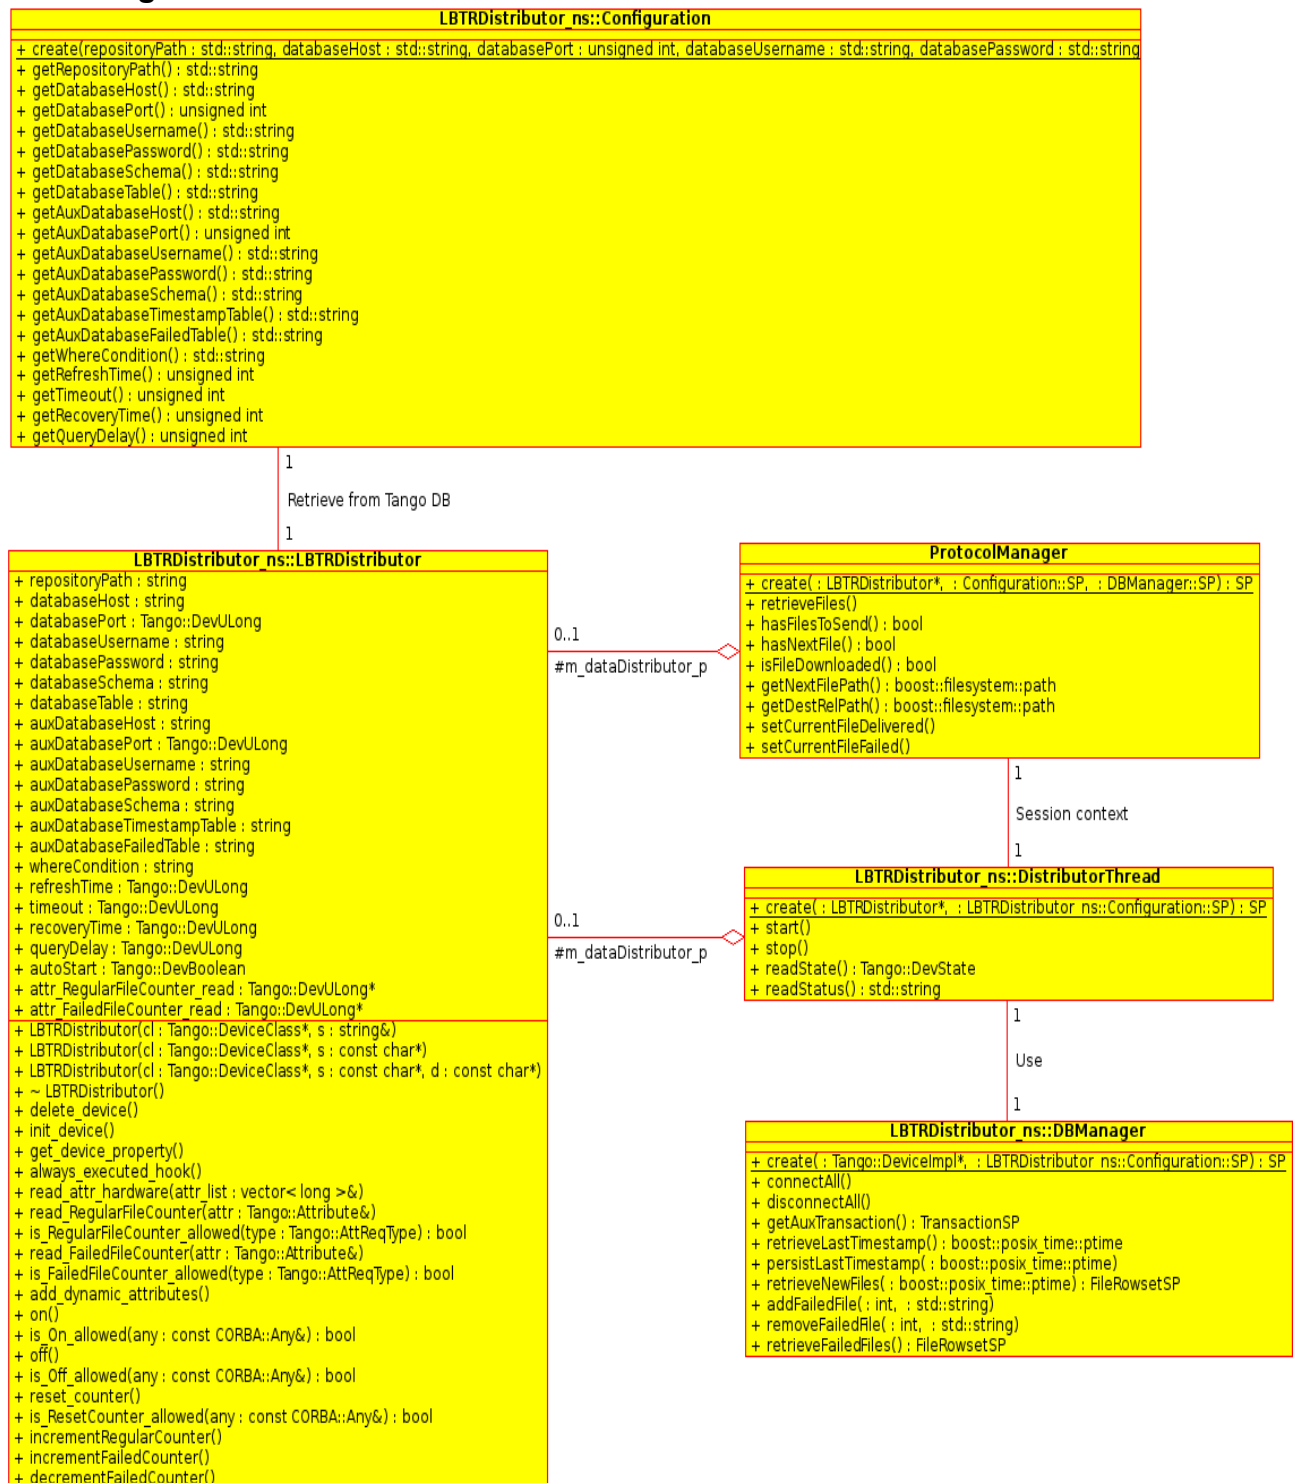 LBTRDistributor_ns::Configuration
+ create(repositoryPath : std::string, databaseHost : std::string, databasePort : unsigned int, databaseUsername : std::string, databasePassword : std::string
+ getRepositoryPath() : std::string
+ getDatabaseHost() : std::string
+ getDatabasePort() : unsigned int
+ getDatabaseUsername() : std::string
+ getDatabasePassword() : std::string
+ getDatabaseSchema() : std::string
+ getDatabaseTable() : std::string
+ getAuxDatabaseHost() : std::string
+ getAuxDatabasePort() : unsigned int
+ getAuxDatabaseUsername() : std::string
+ getAuxDatabasePassword() : std::string
+ getAuxDatabaseSchema() : std::string
+ getAuxDatabaseTimestampTable() : std::string
+ getAuxDatabaseFailedTable() : std::string
+ getWhereCondition() : std::string
+ getRefreshTime() : unsigned int
+ getTimeout() : unsigned int
+ getRecoveryTime() : unsigned int
+ getQueryDelay() : unsigned int
1
Retrieve from Tango DB
1
LBTRDistributor_ns::LBTRDistributor
+ repositoryPath : string
+ databaseHost : string
+ databasePort : Tango::DevULong
+ databaseUsername : string
+ databasePassword : string
+ databaseSchema : string
+ databaseTable : string
+ auxDatabaseHost : string
+ auxDatabasePort : Tango::DevULong
+ auxDatabaseUsername : string
+ auxDatabasePassword : string
+ auxDatabaseSchema : string
+ auxDatabaseTimestampTable : string
+ auxDatabaseFailedTable : string
+ whereCondition : string
+ refreshTime : Tango::DevULong
+ timeout : Tango::DevULong
+ recoveryTime : Tango::DevULong
+ queryDelay : Tango::DevULong
+ autoStart : Tango::DevBoolean
+ attr_RegularFileCounter_read : Tango::DevULong*
+ attr_FailedFileCounter_read : Tango::DevULong*
+ LBTRDistributor(cl : Tango::DeviceClass*, s : string&)
+ LBTRDistributor(cl : Tango::DeviceClass*, s : const char*)
+ LBTRDistributor(cl : Tango::DeviceClass*, s : const char*, d : const char*)
+ ~ LBTRDistributor()
+ delete_device()
+ init_device()
+ get_device_property()
+ always_executed_hook()
+ read_attr_hardware(attr_list : vector< long >&)
+ read_RegularFileCounter(attr : Tango::Attribute&)
+ is_RegularFileCounter_allowed(type : Tango::AttReqType) : bool
+ read_FailedFileCounter(attr : Tango::Attribute&)
+ is_FailedFileCounter_allowed(type : Tango::AttReqType) : bool
+ add_dynamic_attributes()
+ on()
+ is_On_allowed(any : const CORBA::Any&) : bool
+ off()
+ is_Off_allowed(any : const CORBA::Any&) : bool
+ reset_counter()
+ is_ResetCounter_allowed(any : const CORBA::Any&) : bool
+ incrementRegularCounter()
+ incrementFailedCounter()
+ decrementFailedCounter()
0..1
#m_dataDistributor_p
0..1
#m_dataDistributor_p
ProtocolManager
+ create( : LBTRDistributor*, : Configuration::SP, : DBManager::SP) : SP
+ retrieveFiles()
+ hasFilesToSend() : bool
+ hasNextFile() : bool
+ isFileDownloaded() : bool
+ getNextFilePath() : boost::filesystem::path
+ getDestRelPath() : boost::filesystem::path
+ setCurrentFileDelivered()
+ setCurrentFileFailed()
1
Session context
1
LBTRDistributor_ns::DistributorThread
+ create( : LBTRDistributor*, : LBTRDistributor_ns::Configuration::SP) : SP
+ start()
+ stop()
+ readState() : Tango::DevState
+ readStatus() : std::string
1
Use
1
LBTRDistributor_ns::DBManager
+ create( : Tango::DeviceImpl*, : LBTRDistributor_ns::Configuration::SP) : SP
+ connectAll()
+ disconnectAll()
+ getAuxTransaction() : TransactionSP
+ retrieveLastTimestamp() : boost::posix_time::ptime
+ persistLastTimestamp( : boost::posix_time::ptime)
+ retrieveNewFiles( : boost::posix_time::ptime) : FileRowsetSP
+ addFailedFile( : int, : std::string)
+ removeFailedFile( : int, : std::string)
+ retrieveFailedFiles() : FileRowsetSP